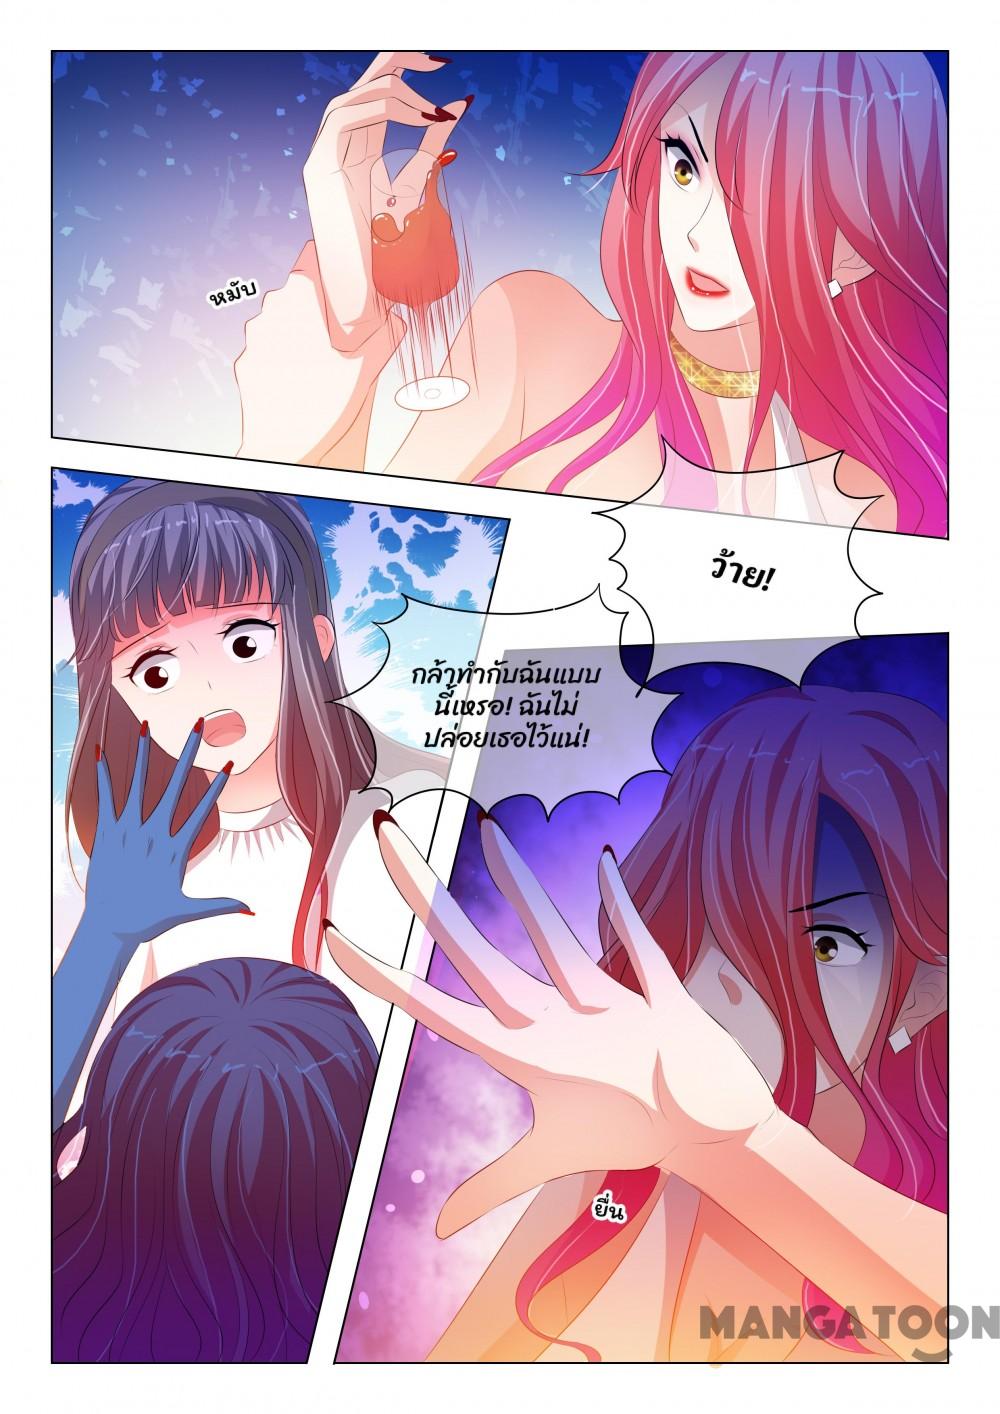 หมับ
ว้าย!
กล้าทำกับฉันแบบ
นี้เหรอ! ฉันไม่
ปล่อยเธอไว้แน่!
ยื่น
MANGATOON